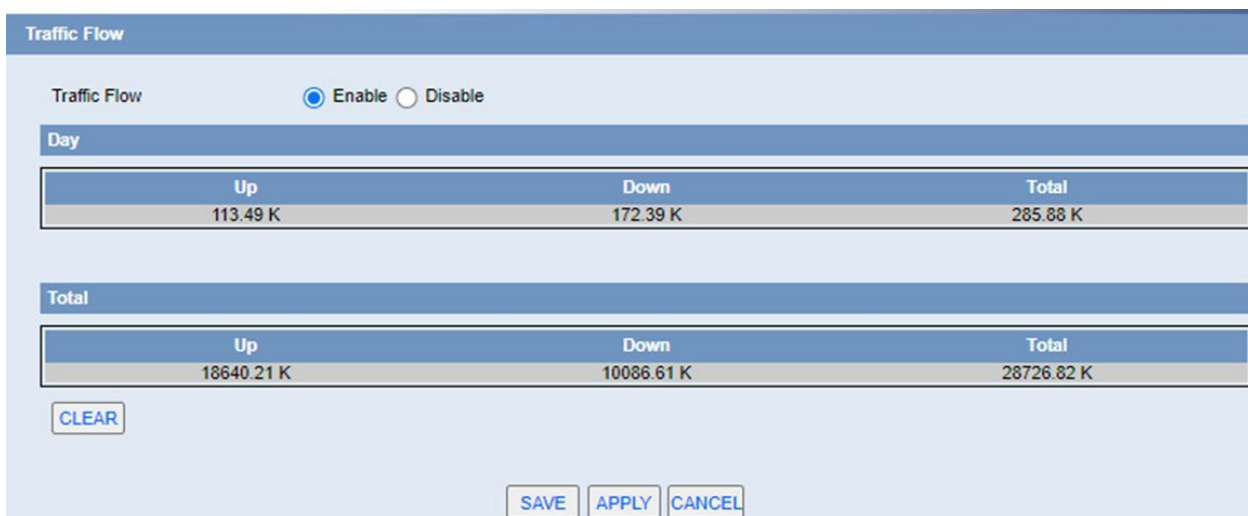 Traffic Flow
Traffic Flow Enable Disable
Day
Up Down Total
113.49 K 172.39 K 285.88 K
Total
Up Down Total
18640.21 K 10086.61 K 28726.82 K
CLEAR
SAVE APPLY CANCEL